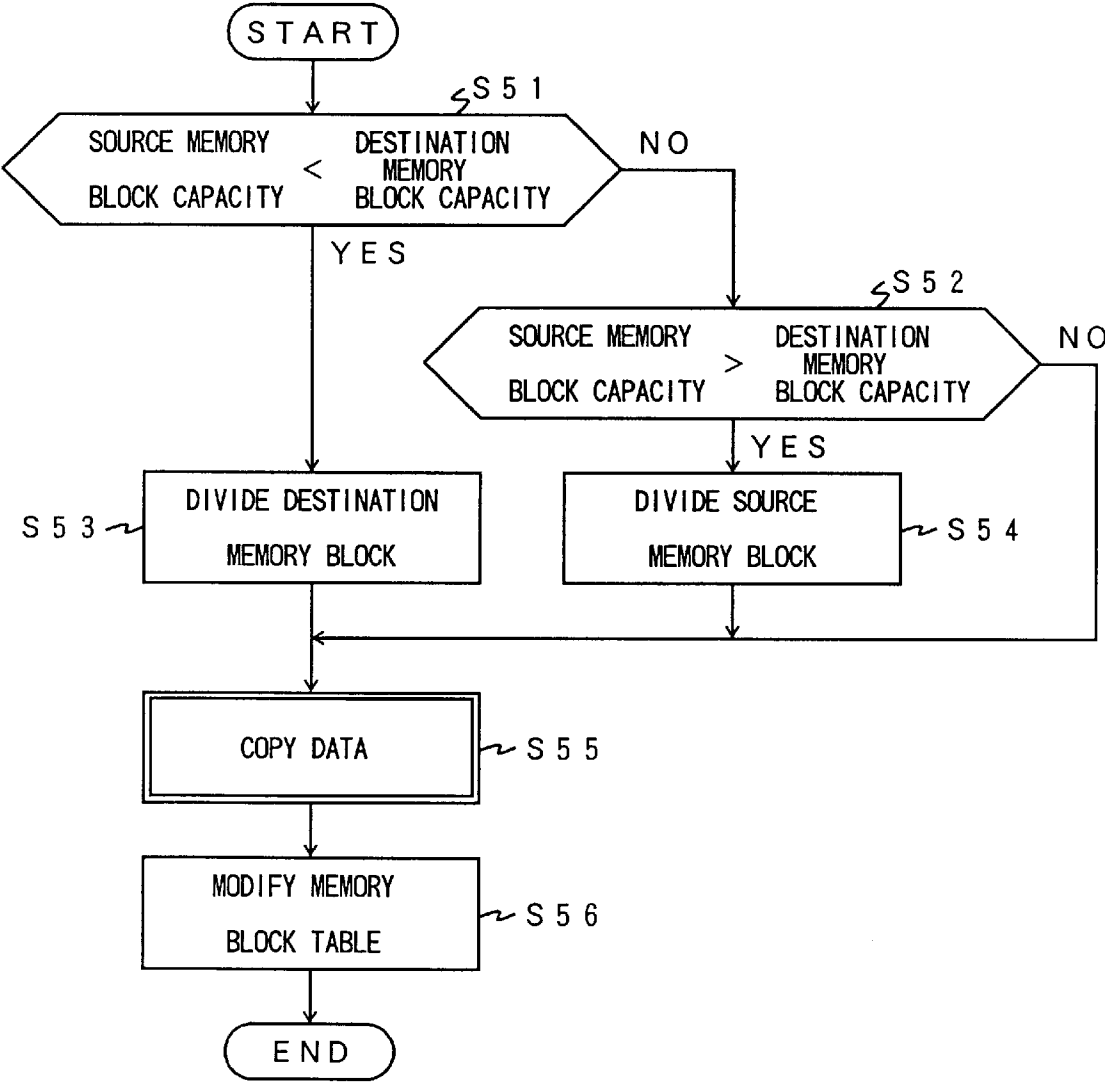 START
S51
SOURCE MEMORY
BLOCK CAPACITY
<
DESTINATION
MEMORY
BLOCK CAPACITY
NO
YES
S52
SOURCE MEMORY
BLOCK CAPACITY
>
DESTINATION
MEMORY
BLOCK CAPACITY
NO
YES
S53
DIVIDE DESTINATION
MEMORY BLOCK
DIVIDE SOURCE
MEMORY BLOCK
S54
COPY DATA
S55
MODIFY MEMORY
BLOCK TABLE
S56
END